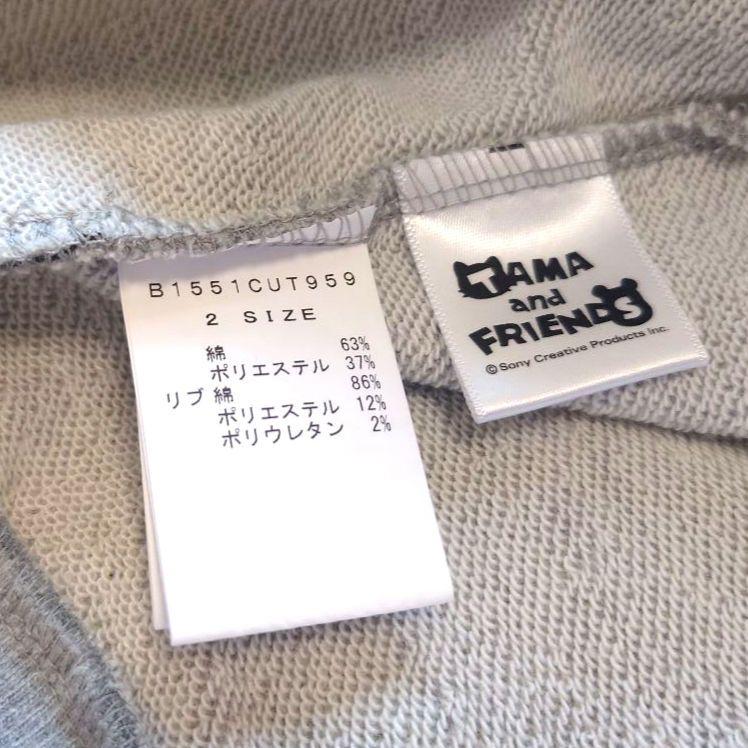 B1551CUT959
2 SIZE
綿 63%
ポリエステル 37%
リブ 綿 86%
ポリエステル 12%
ポリウレタン 2%
TAMA
and
FRIENDS
©Sony Creative Products Inc.